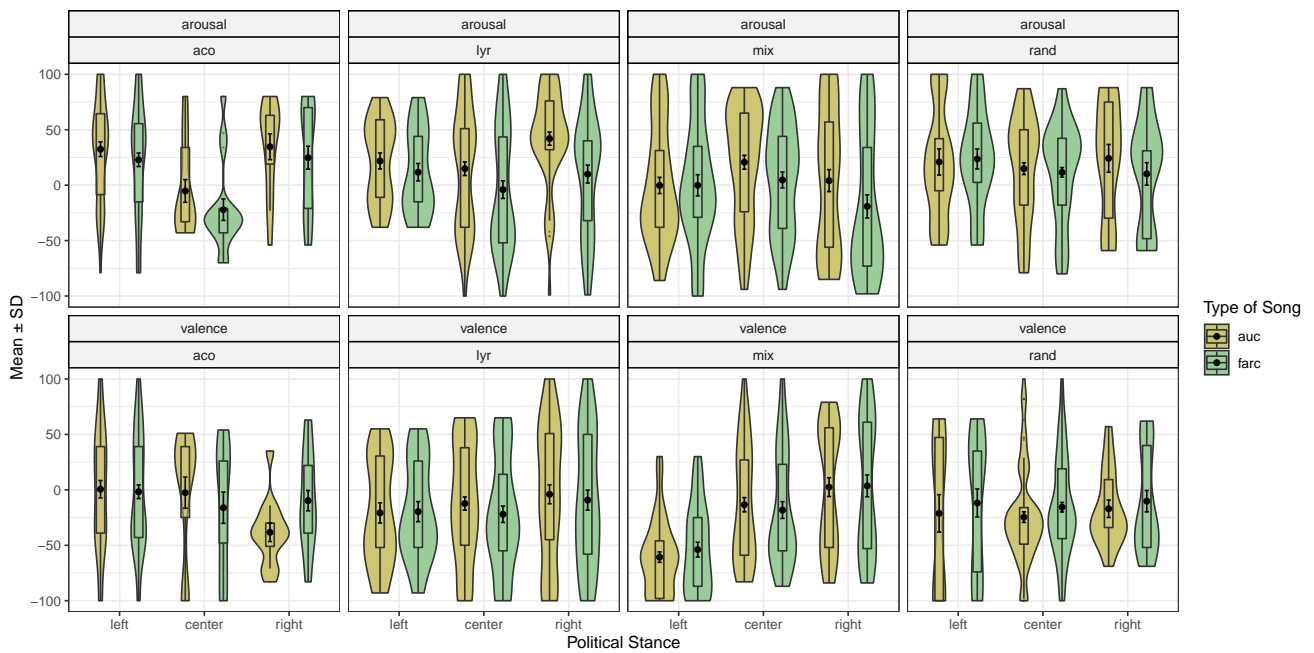 arousal arousal arousal arousal
aco lyr mix rand
100
50
0
−50
−100
valence valence valence valence
aco lyr mix rand
100
50
0
−50
−100
left center right left center right left center right left center right
Political Stance
Mean ± SD
Type of Song
auc
farc